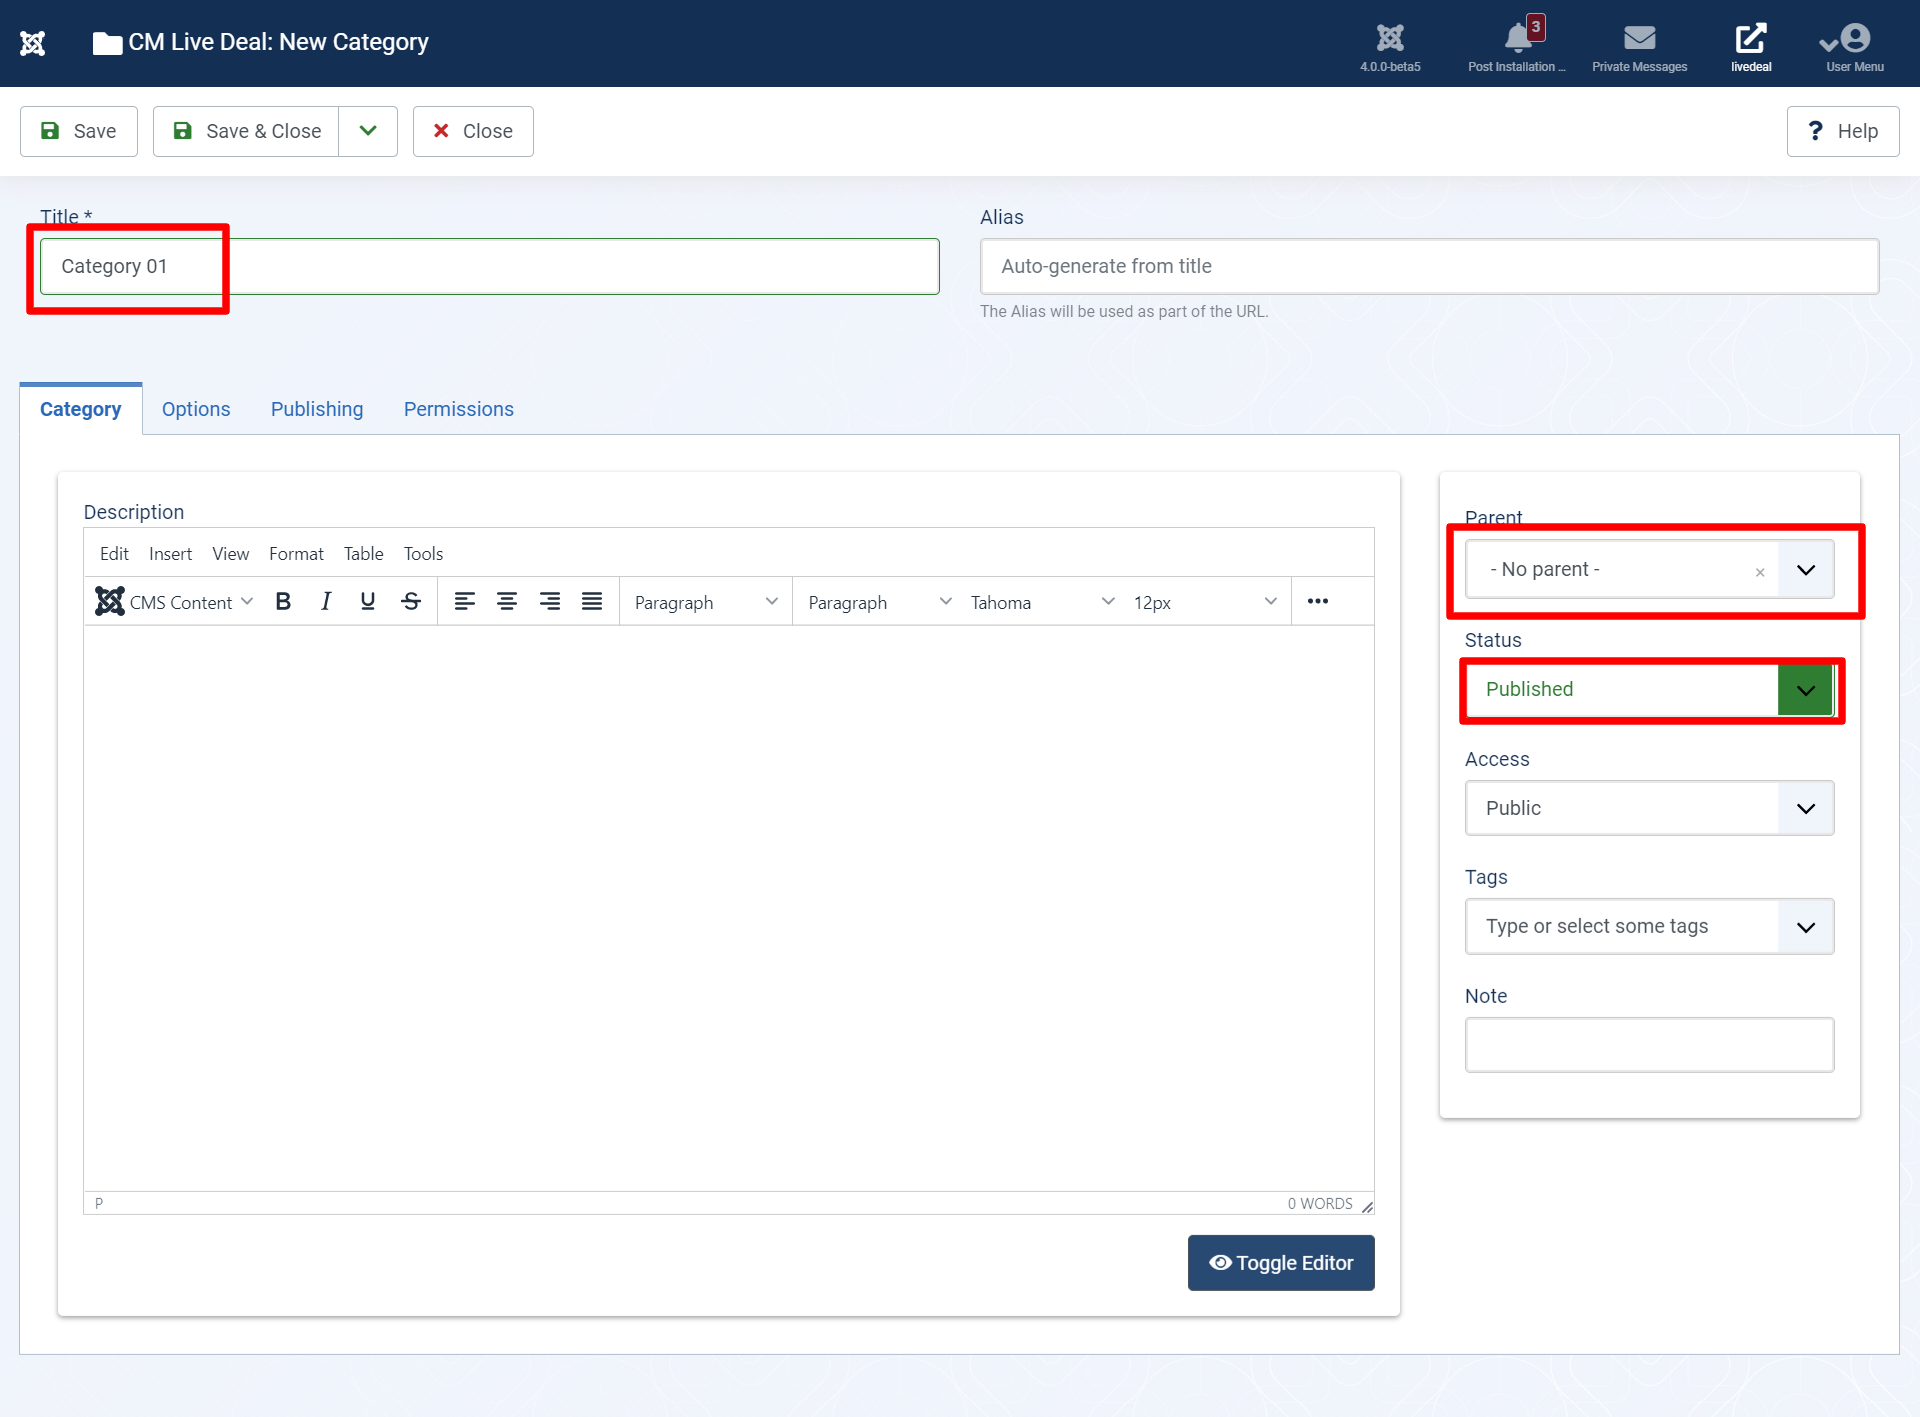 CM Live Deal: New Category
4.0.0-beta5
3
Post Installation ...
Private Messages
livedeal
User Menu
Save
Save & Close
Close
? Help
Title *
Category 01
Alias
Auto-generate from title
The Alias will be used as part of the URL.
Category Options Publishing Permissions
Description
Edit Insert View Format Table Tools
CMS Content B I U S Paragraph Paragraph Tahoma 12px
P
0 WORDS
Toggle Editor
Parent
- No parent -
Status
Published
Access
Public
Tags
Type or select some tags
Note